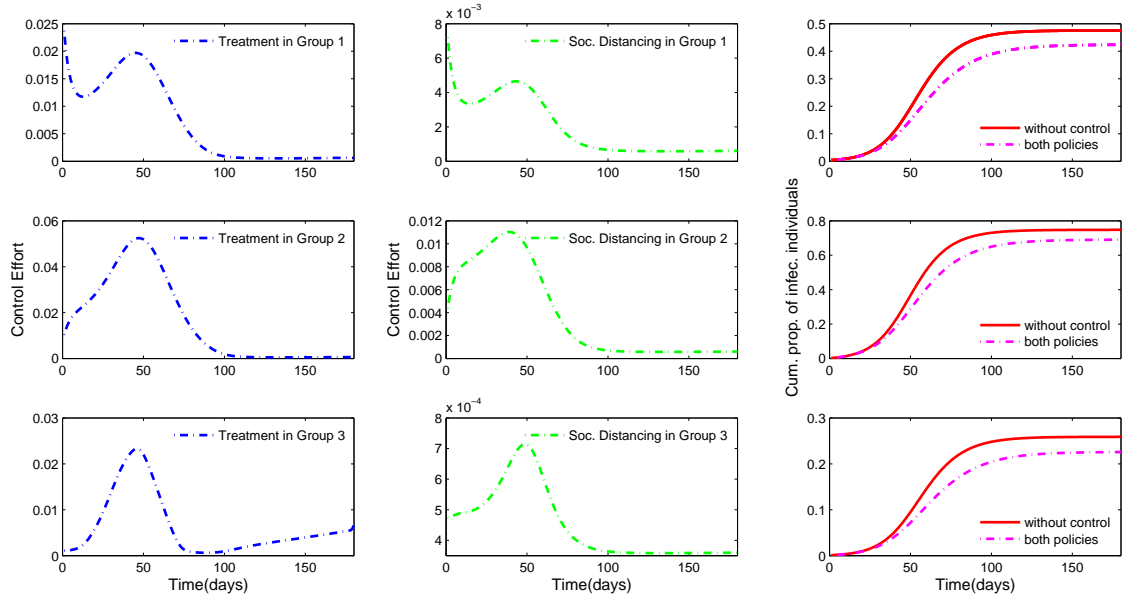 0.025
0.02
0.015
0.01
0.005
0
0 50 100 150
Treatment in Group 1
x 10⁻³
8
6
4
2
0
0 50 100 150
Soc. Distancing in Group 1
0.5
0.4
0.3
0.2
0.1
0
0 50 100 150
without control
both policies
Control Effort
0.06
0.04
0.02
0
0 50 100 150
Treatment in Group 2
Control Effort
0.012
0.01
0.008
0.006
0.004
0.002
0
0 50 100 150
Soc. Distancing in Group 2
Cum. prop. of infec. individuals
0.8
0.6
0.4
0.2
0
0 50 100 150
without control
both policies
0.03
0.02
0.01
0
0 50 100 150
Treatment in Group 3
Time(days)
x 10⁻⁴
8
7
6
5
4
0 50 100 150
Soc. Distancing in Group 3
Time(days)
0.3
0.2
0.1
0
0 50 100 150
without control
both policies
Time(days)